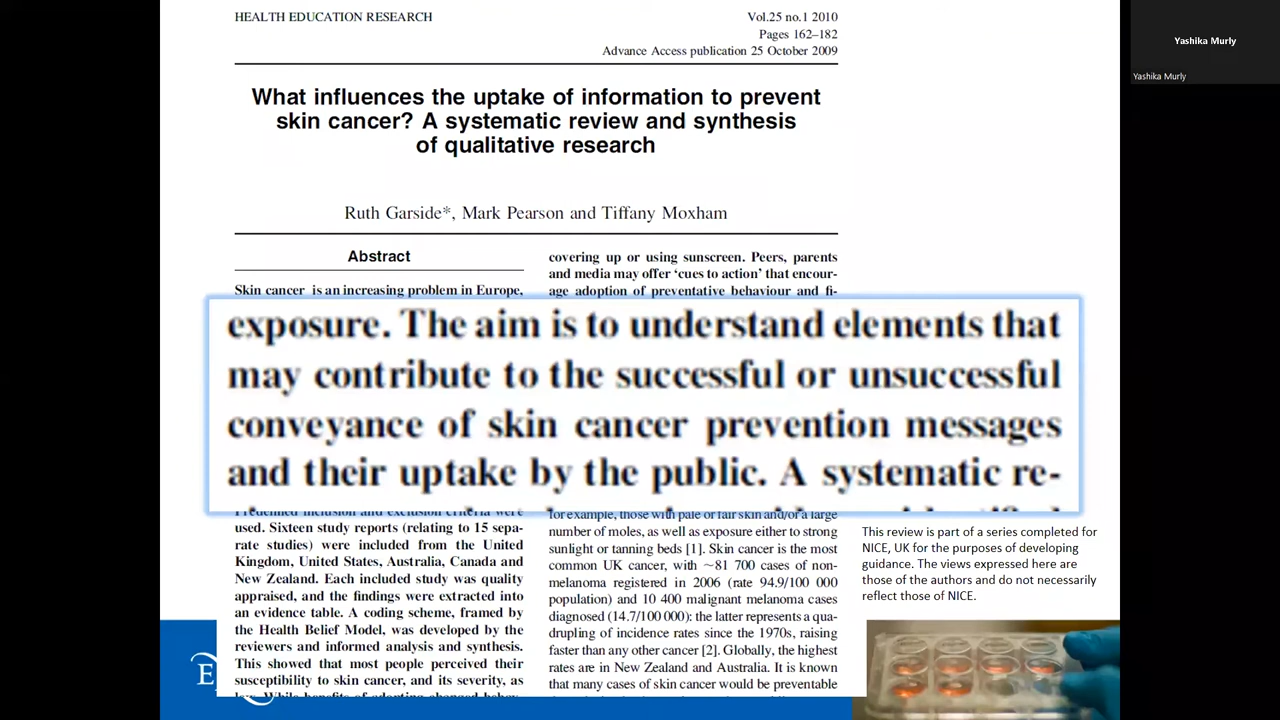 HEALTH EDUCATION RESEARCH
Vol.25 no.1 2010
Pages 162–182
Advance Access publication 25 October 2009
What influences the uptake of information to prevent
skin cancer? A systematic review and synthesis
of qualitative research
Ruth Garside*, Mark Pearson and Tiffany Moxham
Abstract
Skin cancer is an increasing problem in Europe,
covering up or using sunscreen. Peers, parents
and media may offer ‘cues to action’ that encour-
age adoption of preventative behaviour and fi-
exposure. The aim is to understand elements that
may contribute to the successful or unsuccessful
conveyance of skin cancer prevention messages
and their uptake by the public. A systematic re-
used. Sixteen study reports (relating to 15 sepa-
rate studies) were included from the United
Kingdom, United States, Australia, Canada and
New Zealand. Each included study was quality
appraised, and the findings were extracted into
an evidence table. A coding scheme, framed by
the Health Belief Model, was developed by the
reviewers and informed analysis and synthesis.
This showed that most people perceived their
susceptibility to skin cancer, and its severity, as
for example, those with pale or fair skin and/or a large
number of moles, as well as exposure either to strong
sunlight or tanning beds [1]. Skin cancer is the most
common UK cancer, with ~81 700 cases of non-
melanoma registered in 2006 (rate 94.9/100 000
population) and 10 400 malignant melanoma cases
diagnosed (14.7/100 000): the latter represents a qua-
drupling of incidence rates since the 1970s, raising
faster than any other cancer [2]. Globally, the highest
rates are in New Zealand and Australia. It is known
that many cases of skin cancer would be preventable
This review is part of a series completed for
NICE, UK for the purposes of developing
guidance. The views expressed here are
those of the authors and do not necessarily
reflect those of NICE.
E
Yashika Murly
Yashika Murly